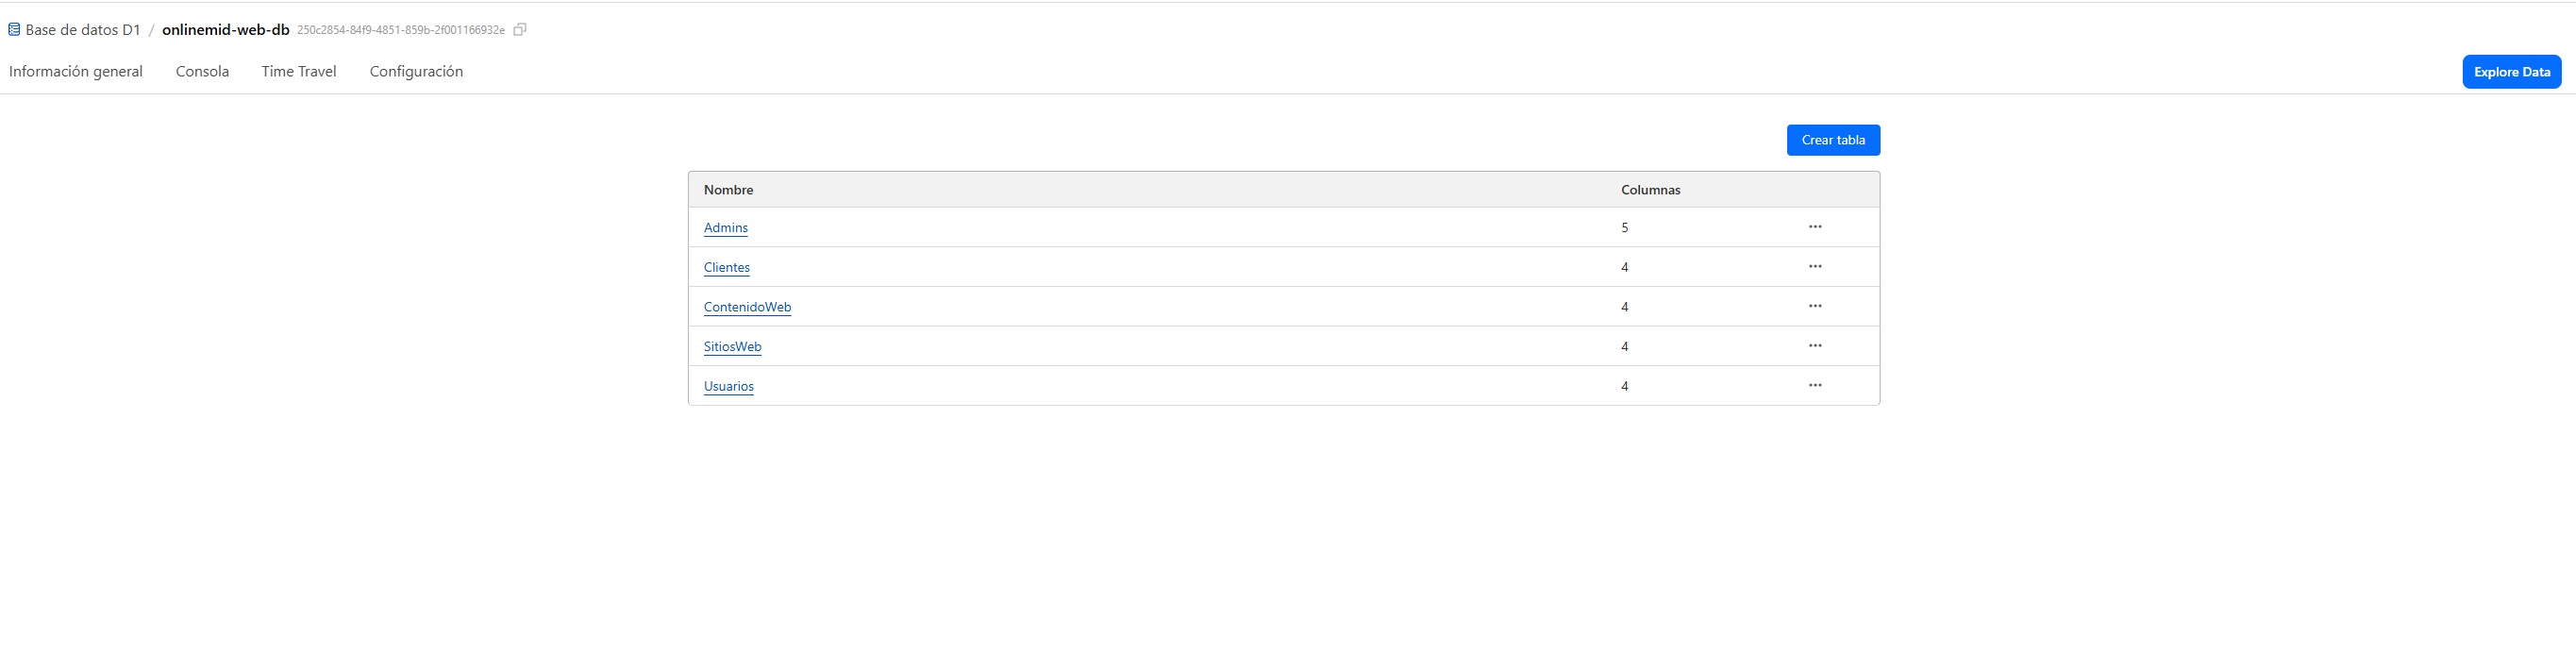 Base de datos D1 / onlinemid-web-db 250c2854-84f9-4851-859b-2f001166932e
Información general Consola Time Travel Configuración Explore Data
Crear tabla
Nombre Columnas
Admins 5
Clientes 4
ContenidoWeb 4
SitiosWeb 4
Usuarios 4